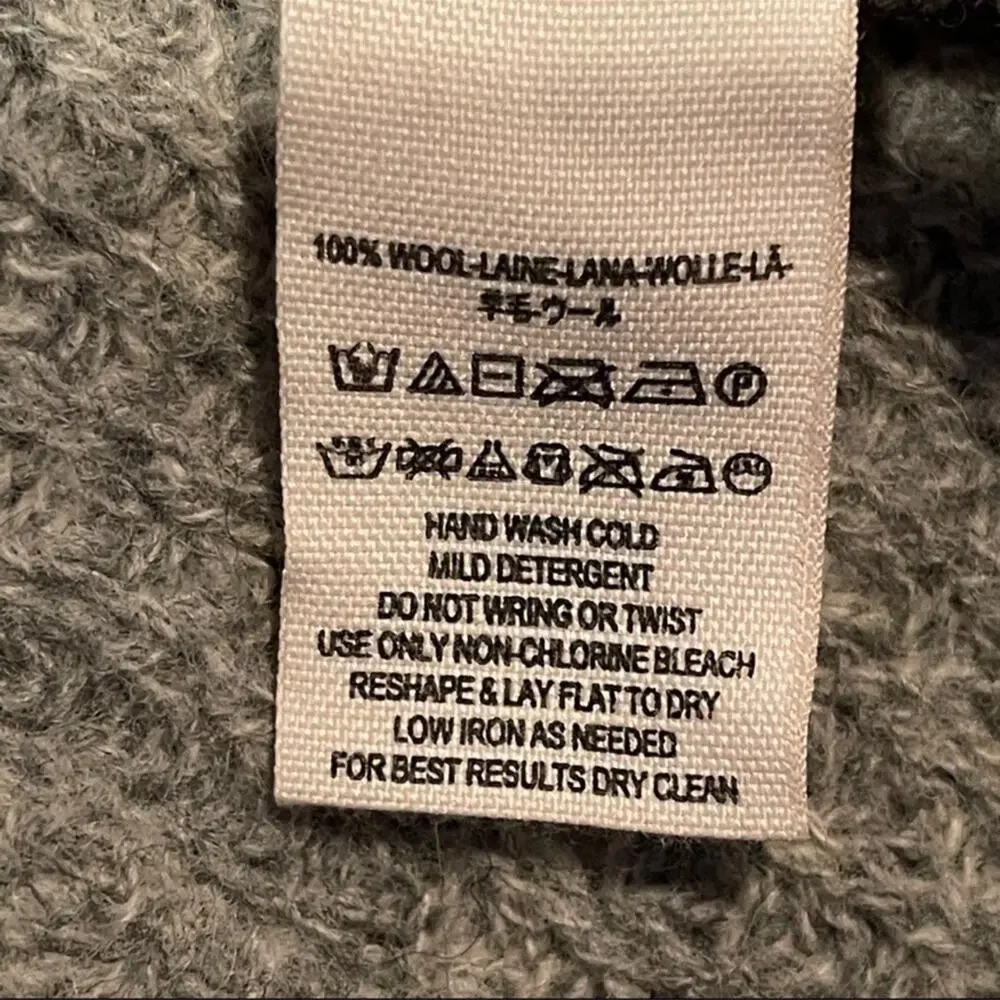 100% WOOL-LAINE-LANA-WOLLE-LÃ-
羊毛-ウール
P
HAND WASH COLD
MILD DETERGENT
DO NOT WRING OR TWIST
USE ONLY NON-CHLORINE BLEACH
RESHAPE & LAY FLAT TO DRY
LOW IRON AS NEEDED
FOR BEST RESULTS DRY CLEAN